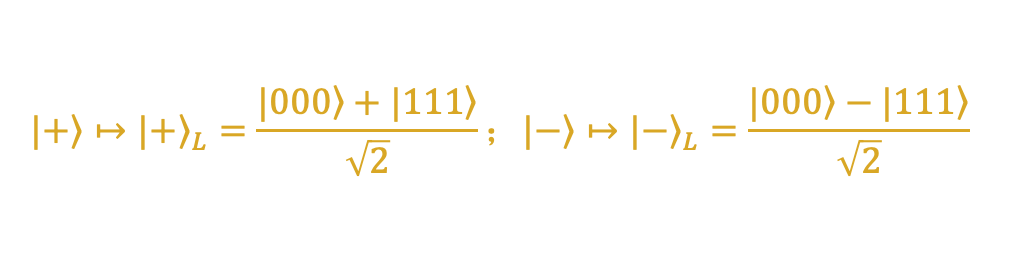 |+⟩ ↦ |+⟩_L = (|000⟩ + |111⟩)/√2 ; |−⟩ ↦ |−⟩_L = (|000⟩ − |111⟩)/√2